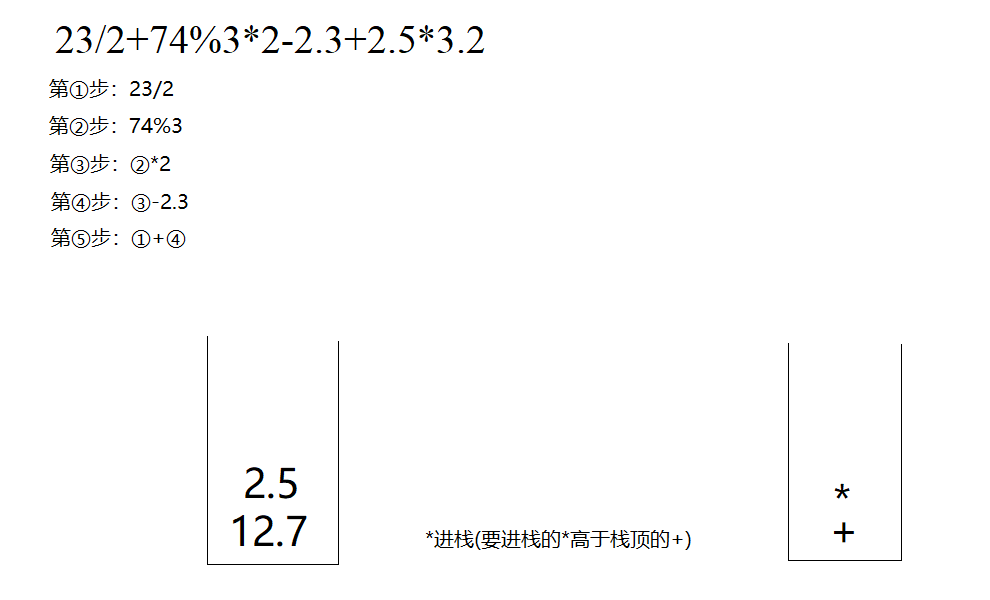 23/2+74%3*2-2.3+2.5*3.2
第①步：23/2
第②步：74%3
第③步：②*2
第④步：③-2.3
第⑤步：①+④
2.5
12.7
*进栈(要进栈的*高于栈顶的+)
*
+